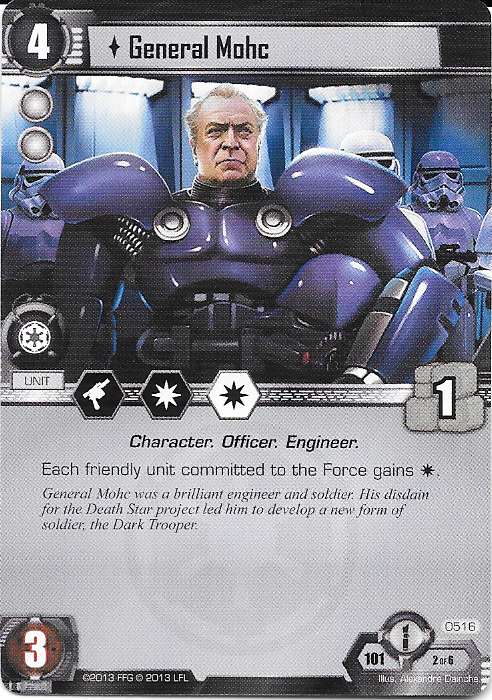 4
General Mohc
UNIT
1
Character. Officer. Engineer.
Each friendly unit committed to the Force gains ✷.
General Mohc was a brilliant engineer and soldier. His disdain
for the Death Star project led him to develop a new form of
soldier, the Dark Trooper.
3
0516
101
2 OF 6
©2013 FFG © 2013 LFL
Illus. Alexandre Dainche